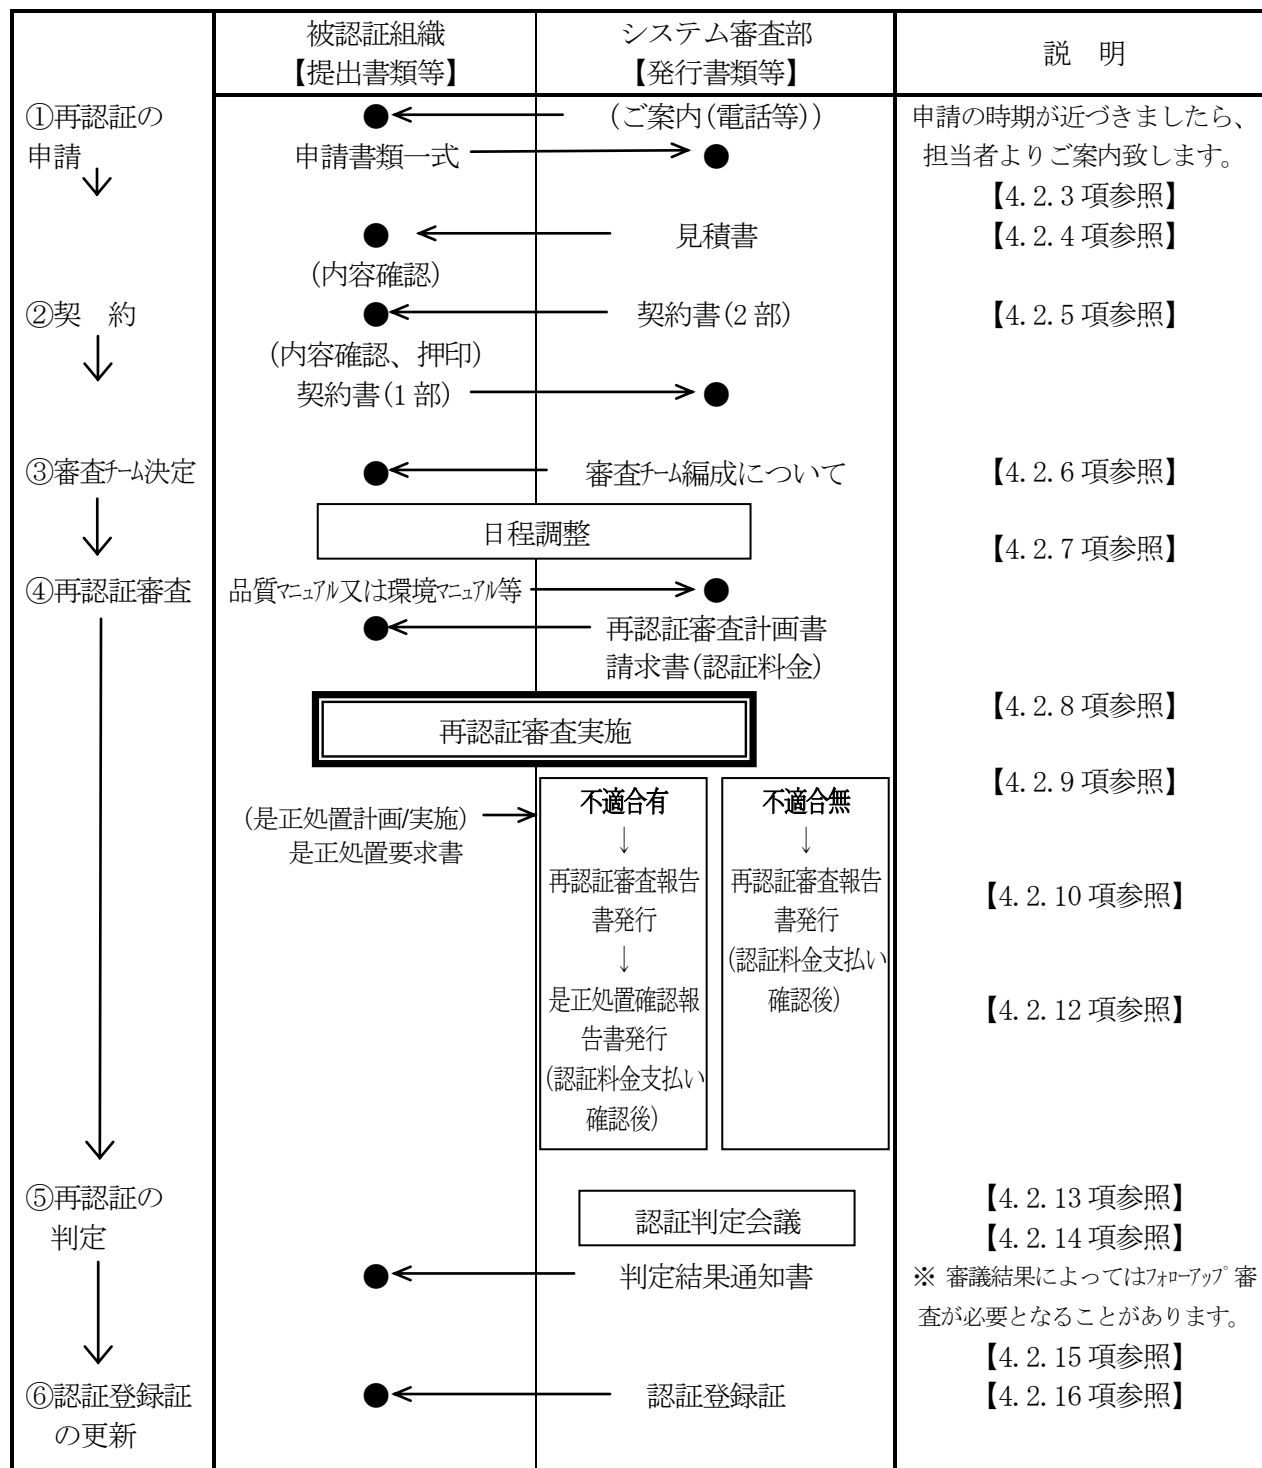 被認証組織
【提出書類等】
システム審査部
【発行書類等】
説　明
①再認証の
申請
(ご案内(電話等))
申請書類一式
申請の時期が近づきましたら、
担当者よりご案内致します。
【4.2.3 項参照】
見積書
【4.2.4 項参照】
(内容確認)
②契　約
契約書(2 部)
【4.2.5 項参照】
(内容確認、押印)
契約書(1 部)
③審査ﾁｰﾑ決定
審査ﾁｰﾑ編成について
【4.2.6 項参照】
日程調整
【4.2.7 項参照】
④再認証審査
品質ﾏﾆｭｱﾙ又は環境ﾏﾆｭｱﾙ等
再認証審査計画書
請求書(認証料金)
再認証審査実施
【4.2.8 項参照】
【4.2.9 項参照】
(是正処置計画/実施)
是正処置要求書
不適合有
↓
再認証審査報告
書発行
↓
是正処置確認報
告書発行
(認証料金支払い
確認後)
不適合無
↓
再認証審査報告
書発行
(認証料金支払い
確認後)
【4.2.10 項参照】
【4.2.12 項参照】
⑤再認証の
判定
認証判定会議
【4.2.13 項参照】
【4.2.14 項参照】
判定結果通知書
※ 審議結果によってはﾌｫﾛｰｱｯﾌﾟ審
査が必要となることがあります。
【4.2.15 項参照】
⑥認証登録証
の更新
認証登録証
【4.2.16 項参照】